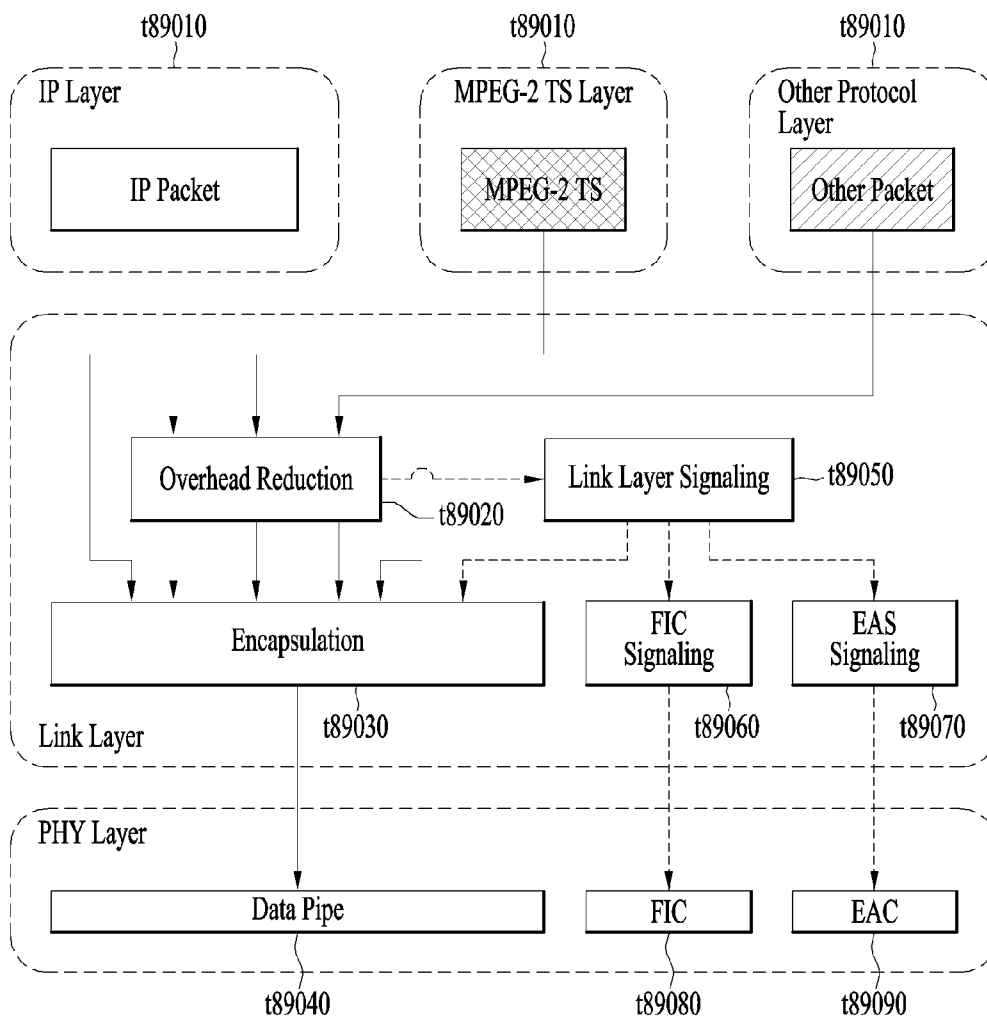 t89010
t89010
t89010
IP Layer
MPEG-2 TS Layer
Other Protocol
Layer
IP Packet
MPEG-2 TS
Other Packet
Overhead Reduction
Link Layer Signaling
t89050
t89020
Encapsulation
FIC
Signaling
EAS
Signaling
t89030
t89060
t89070
Link Layer
PHY Layer
Data Pipe
FIC
EAC
t89040
t89080
t89090